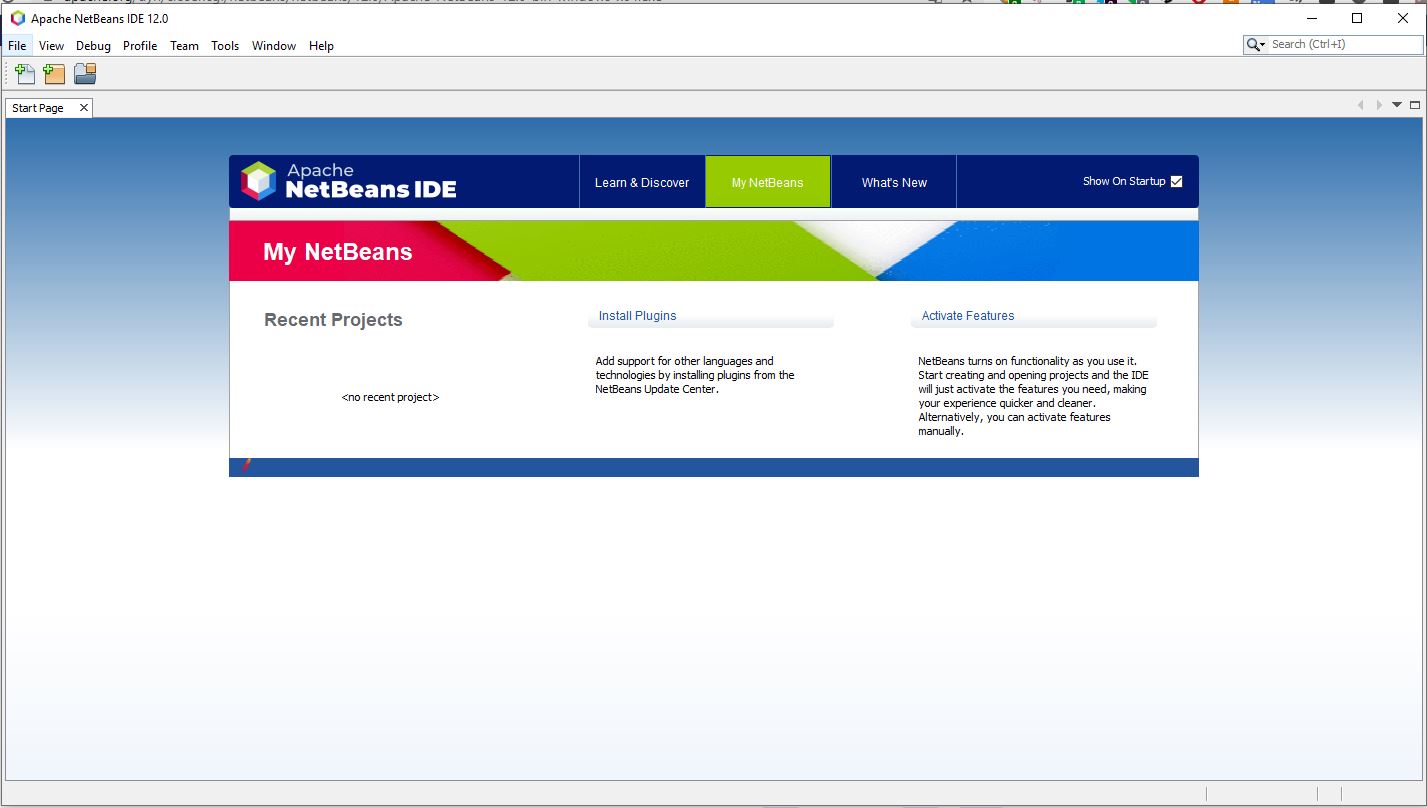 Apache NetBeans IDE 12.0
File View Debug Profile Team Tools Window Help
Search (Ctrl+I)
Start Page
Apache
NetBeans IDE
Learn & Discover
My NetBeans
What's New
Show On Startup
My NetBeans
Recent Projects
<no recent project>
Install Plugins
Add support for other languages and
technologies by installing plugins from the
NetBeans Update Center.
Activate Features
NetBeans turns on functionality as you use it.
Start creating and opening projects and the IDE
will just activate the features you need, making
your experience quicker and cleaner.
Alternatively, you can activate features
manually.